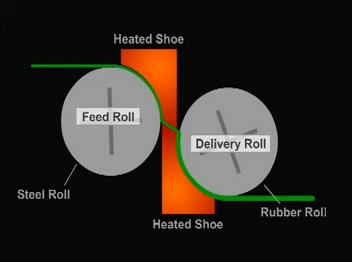 Heated Shoe
Feed Roll
Delivery Roll
Steel Roll
Rubber Roll
Heated Shoe